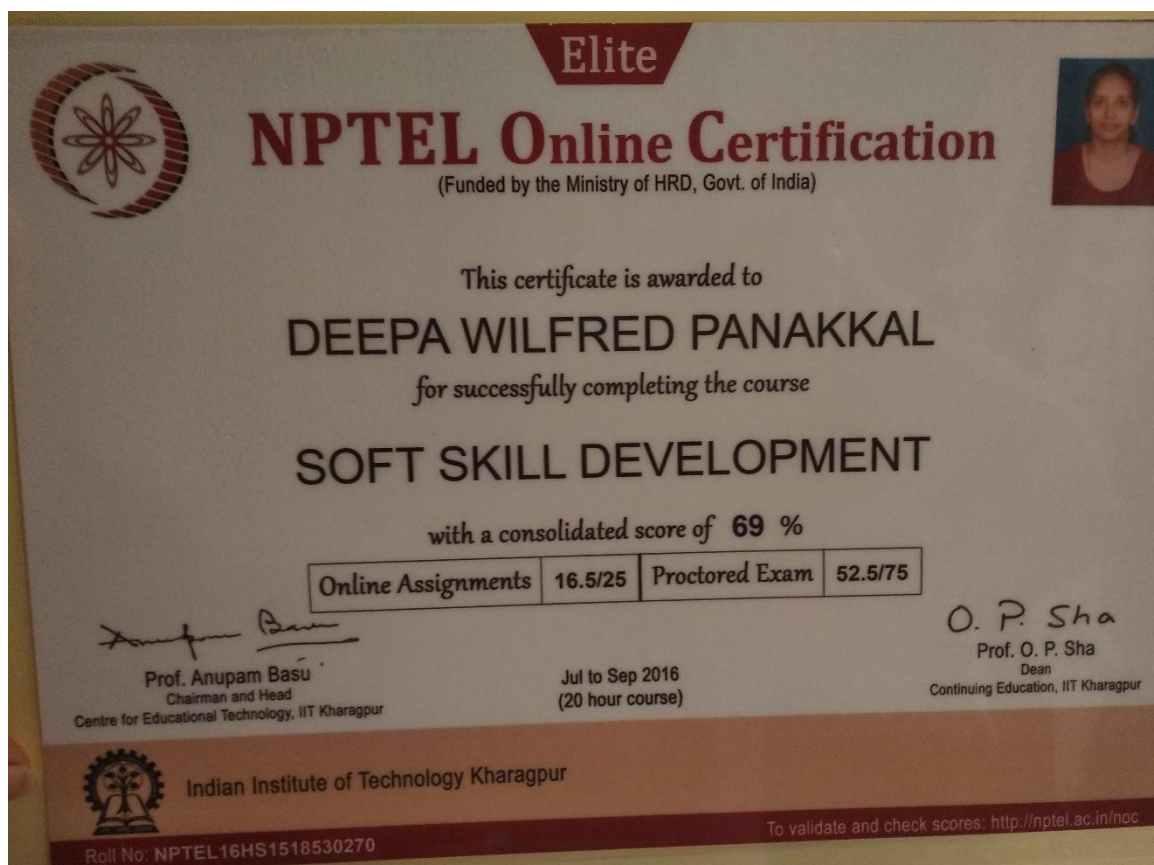 Elite
NPTEL Online Certification
(Funded by the Ministry of HRD, Govt. of India)
This certificate is awarded to
DEEPA WILFRED PANAKKAL
for successfully completing the course
SOFT SKILL DEVELOPMENT
with a consolidated score of 69 %
Online Assignments 16.5/25 Proctored Exam 52.5/75
Anupam Basu
Prof. Anupam Basu
Chairman and Head
Centre for Educational Technology, IIT Kharagpur
Jul to Sep 2016
(20 hour course)
O. P. Sha
Prof. O. P. Sha
Dean
Continuing Education, IIT Kharagpur
Indian Institute of Technology Kharagpur
Roll No: NPTEL16HS1518530270
To validate and check scores: http://nptel.ac.in/noc